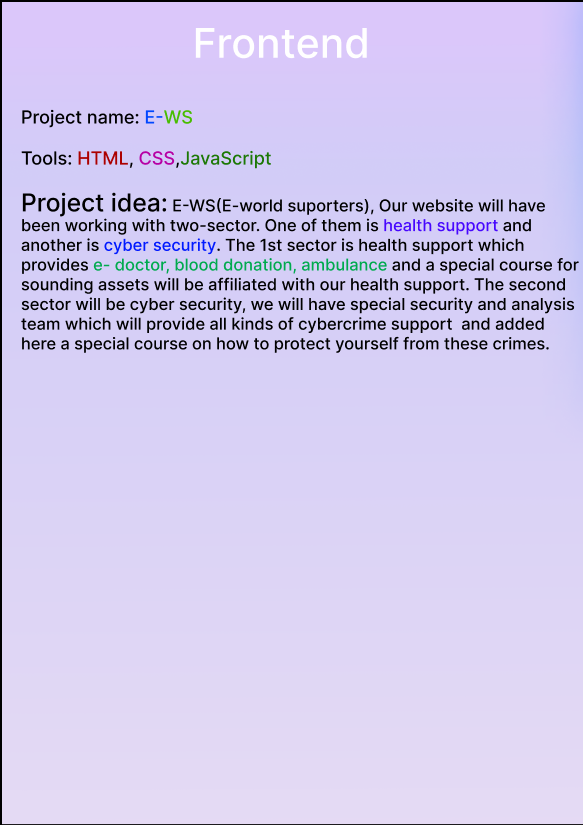 Frontend
Project name: E-WS
Tools: HTML, CSS,JavaScript
Project idea: E-WS(E-world suporters), Our website will have
been working with two-sector. One of them is health support and
another is cyber security. The 1st sector is health support which
provides e- doctor, blood donation, ambulance and a special course for
sounding assets will be affiliated with our health support. The second
sector will be cyber security, we will have special security and analysis
team which will provide all kinds of cybercrime support  and added
here a special course on how to protect yourself from these crimes.